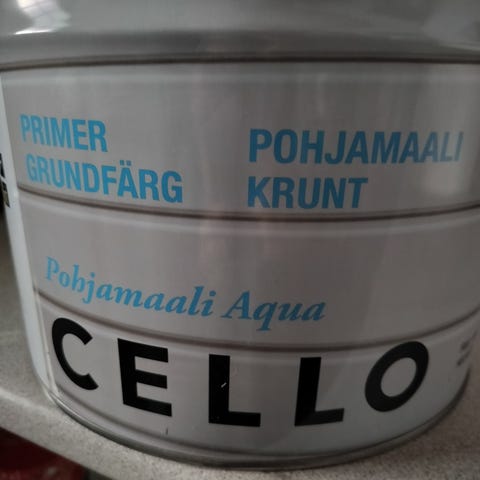 PRIMER
GRUNDFÄRG
POHJAMAALI
KRUNT
Pohjamaali Aqua
CELLO